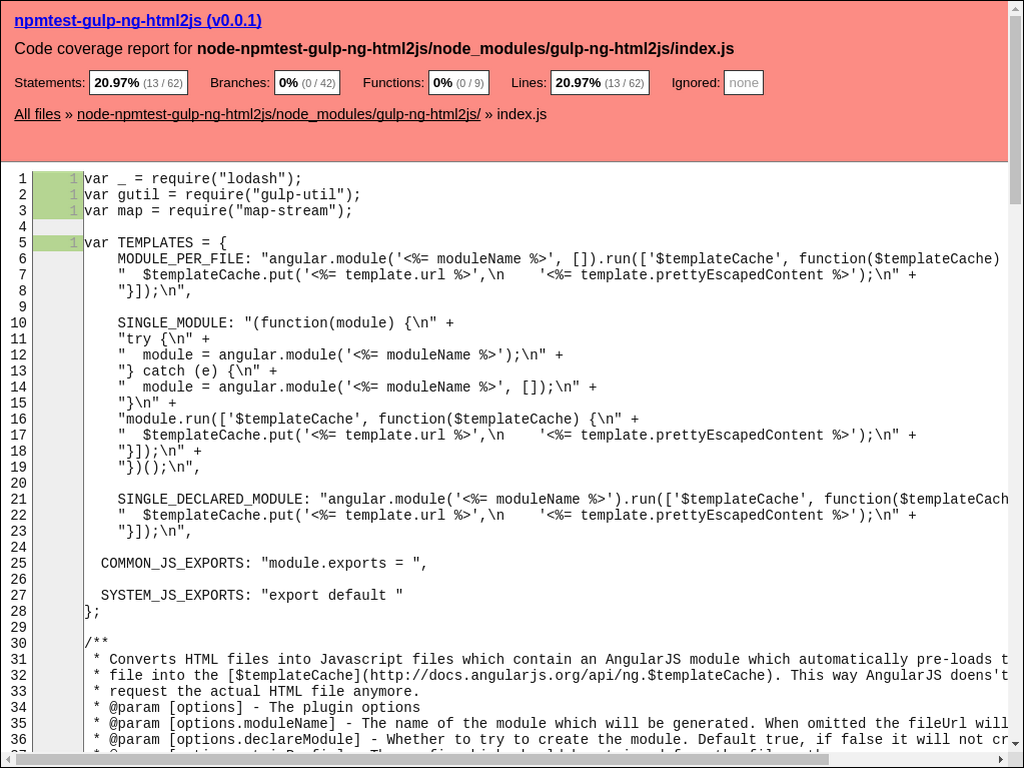 npmtest-gulp-ng-html2js (v0.0.1)
Code coverage report for node-npmtest-gulp-ng-html2js/node_modules/gulp-ng-html2js/index.js
Statements: 20.97% (13 / 62) Branches: 0% (0 / 42) Functions: 0% (0 / 9) Lines: 20.97% (13 / 62) Ignored: none
All files » node-npmtest-gulp-ng-html2js/node_modules/gulp-ng-html2js/ » index.js
1 1 var _ = require("lodash");
2 1 var gutil = require("gulp-util");
3 1 var map = require("map-stream");
4
5 1 var TEMPLATES = {
6     MODULE_PER_FILE: "angular.module('<%= moduleName %>', []).run(['$templateCache', function($templateCache)
7     "  $templateCache.put('<%= template.url %>',\n    '<%= template.prettyEscapedContent %>');\n" +
8     "}]);\n",
9
10     SINGLE_MODULE: "(function(module) {\n" +
11     "try {\n" +
12     "  module = angular.module('<%= moduleName %>');\n" +
13     "} catch (e) {\n" +
14     "  module = angular.module('<%= moduleName %>', []);\n" +
15     "}\n" +
16     "module.run(['$templateCache', function($templateCache) {\n" +
17     "  $templateCache.put('<%= template.url %>',\n    '<%= template.prettyEscapedContent %>');\n" +
18     "}]);\n" +
19     "})();\n",
20
21     SINGLE_DECLARED_MODULE: "angular.module('<%= moduleName %>').run(['$templateCache', function($templateCach
22     "  $templateCache.put('<%= template.url %>',\n    '<%= template.prettyEscapedContent %>');\n" +
23     "}]);\n",
24
25   COMMON_JS_EXPORTS: "module.exports = ",
26
27   SYSTEM_JS_EXPORTS: "export default "
28 };
29
30 /**
31  * Converts HTML files into Javascript files which contain an AngularJS module which automatically pre-loads t
32  * file into the [$templateCache](http://docs.angularjs.org/api/ng.$templateCache). This way AngularJS doens't
33  * request the actual HTML file anymore.
34  * @param [options] - The plugin options
35  * @param [options.moduleName] - The name of the module which will be generated. When omitted the fileUrl will
36  * @param [options.declareModule] - Whether to try to create the module. Default true, if false it will not cr